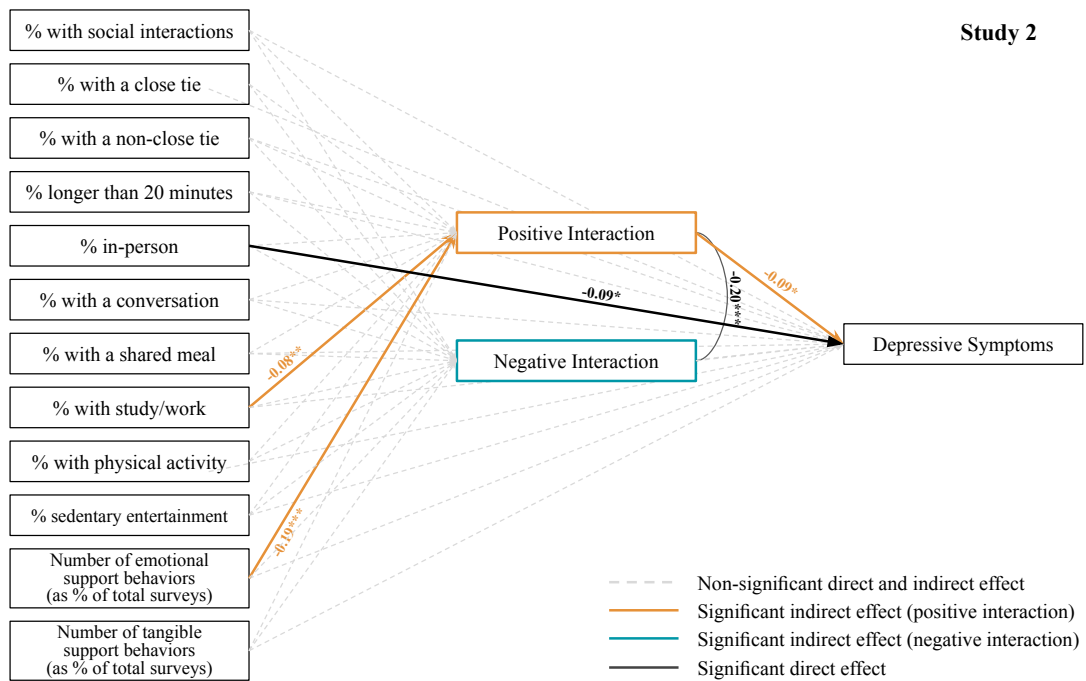 Study 2
% with social interactions
% with a close tie
% with a non-close tie
% longer than 20 minutes
% in-person
% with a conversation
% with a shared meal
% with study/work
% with physical activity
% sedentary entertainment
Number of emotional
support behaviors
(as % of total surveys)
Number of tangible
support behaviors
(as % of total surveys)
Positive Interaction
Negative Interaction
Depressive Symptoms
-0.09*
-0.20***
-0.09*
-0.08**
-0.19***
Non-significant direct and indirect effect
Significant indirect effect (positive interaction)
Significant indirect effect (negative interaction)
Significant direct effect